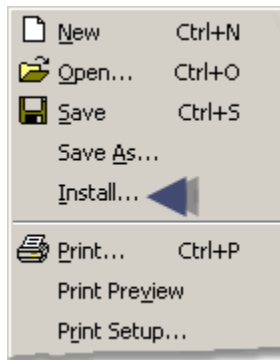 New Ctrl+N
Open... Ctrl+O
Save Ctrl+S
Save As...
Install...
Print... Ctrl+P
Print Preview
Print Setup...